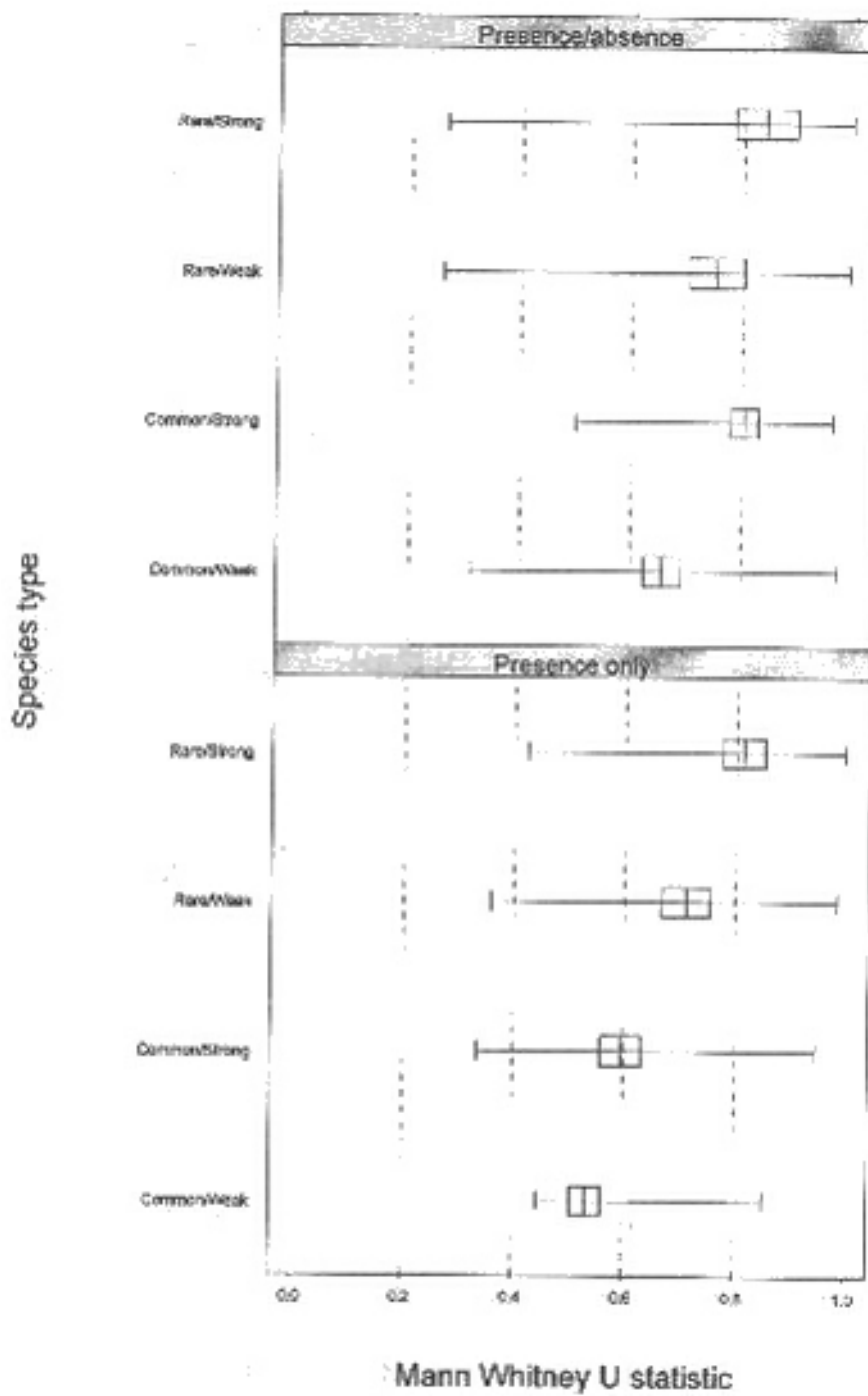 Presence/absence
Rare/Strong
Rare/Weak
Common/Strong
Common/Weak
Presence only
Rare/Strong
Rare/Weak
Common/Strong
Common/Weak
0.0 0.2 0.4 0.6 0.8 1.0
Species type
Mann Whitney U statistic